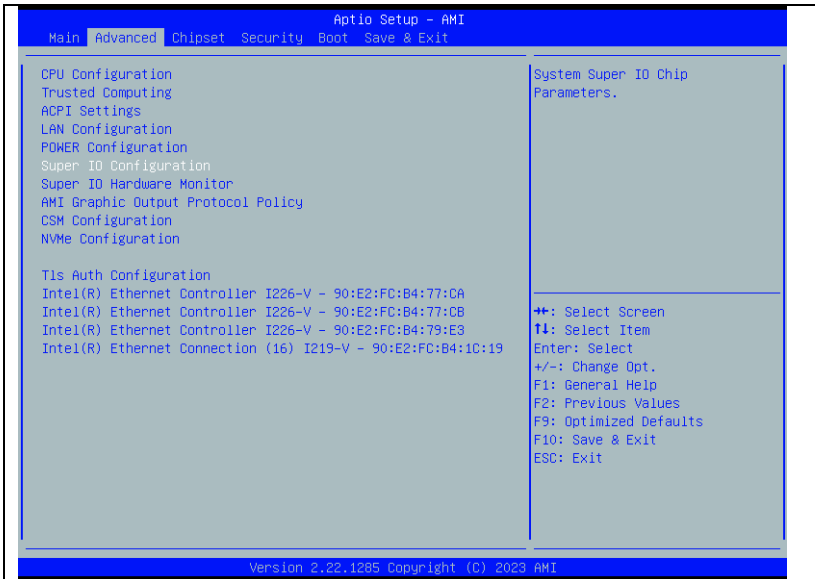 Aptio Setup - AMI
Main Advanced Chipset Security Boot Save & Exit
CPU Configuration
Trusted Computing
ACPI Settings
LAN Configuration
POWER Configuration
Super IO Configuration
Super IO Hardware Monitor
AMI Graphic Output Protocol Policy
CSM Configuration
NVMe Configuration
Tls Auth Configuration
Intel(R) Ethernet Controller I226-V - 90:E2:FC:B4:77:CA
Intel(R) Ethernet Controller I226-V - 90:E2:FC:B4:77:CB
Intel(R) Ethernet Controller I226-V - 90:E2:FC:B4:79:E3
Intel(R) Ethernet Connection (16) I219-V - 90:E2:FC:B4:1C:19
System Super IO Chip
Parameters.
→←: Select Screen
↑↓: Select Item
Enter: Select
+/-: Change Opt.
F1: General Help
F2: Previous Values
F9: Optimized Defaults
F10: Save & Exit
ESC: Exit
Version 2.22.1285 Copyright (C) 2023 AMI